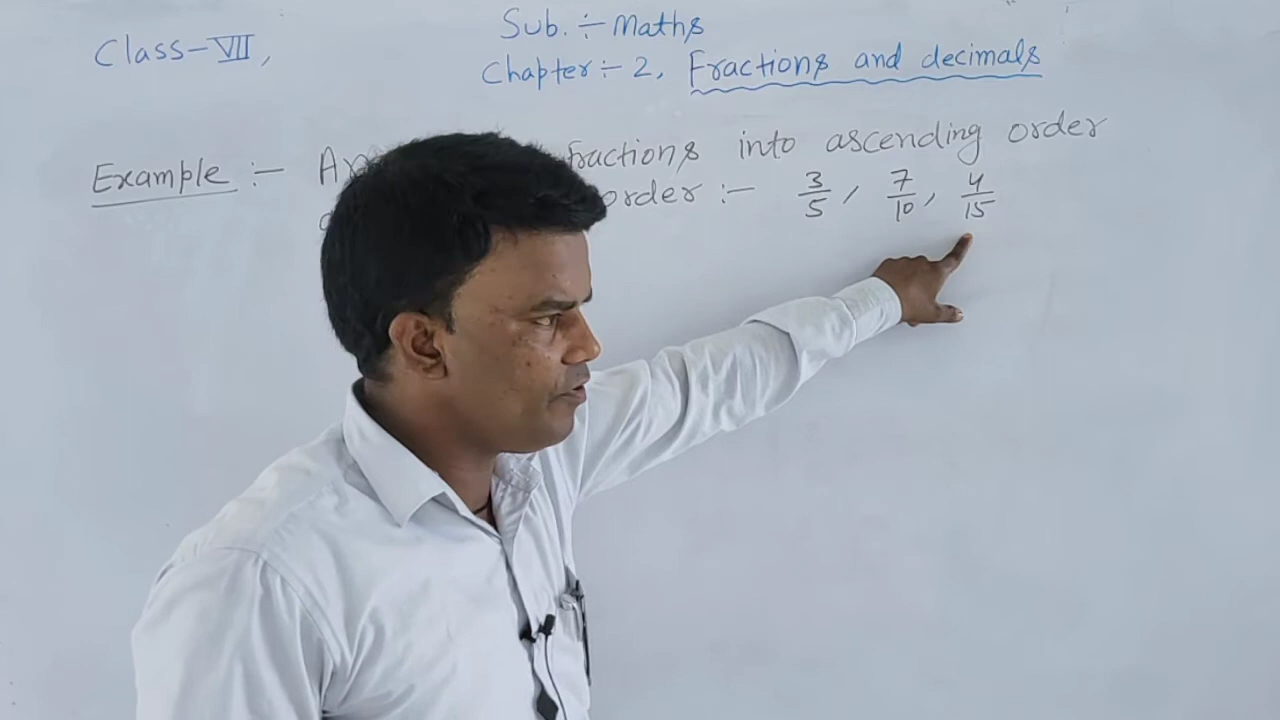 Sub. :- Maths
Class-VII,
Chapter :- 2, Fractions and decimals
Example :- fractions into ascending order
order :- 3/5, 7/10, 4/15